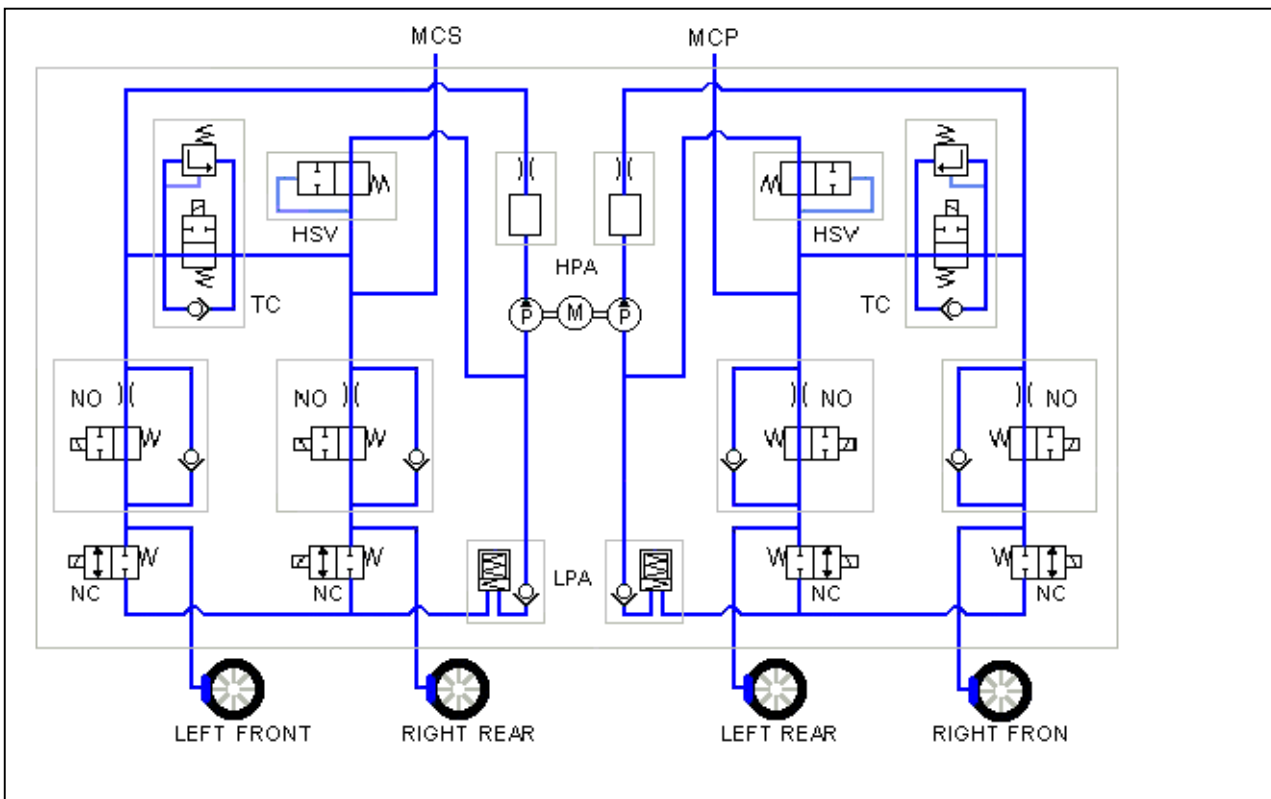 MCS MCP
HSV HSV
HPA
TC TC
P M P
NO NO NO NO
LPA
NC NC NC NC
LEFT FRONT RIGHT REAR LEFT REAR RIGHT FRON